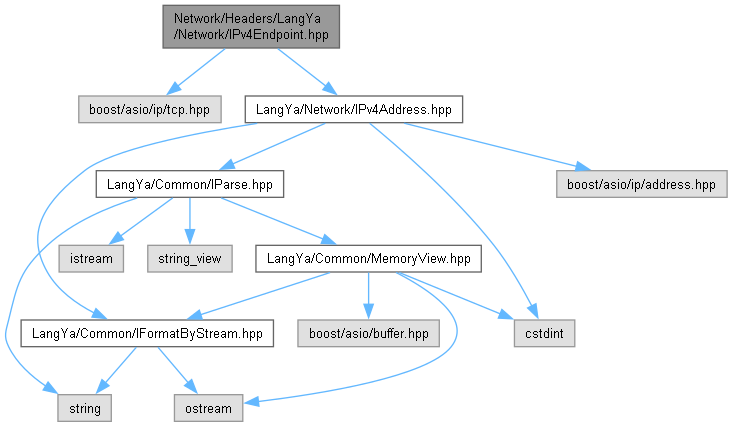 Network/Headers/LangYa
/Network/IPv4Endpoint.hpp
boost/asio/ip/tcp.hpp
LangYa/Network/IPv4Address.hpp
LangYa/Common/IParse.hpp
boost/asio/ip/address.hpp
istream
string_view
LangYa/Common/MemoryView.hpp
LangYa/Common/IFormatByStream.hpp
boost/asio/buffer.hpp
cstdint
string
ostream